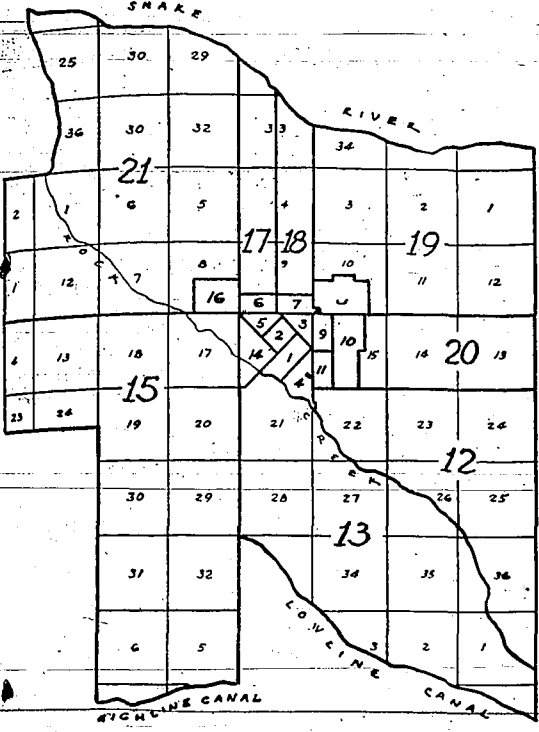 SNAKE
RIVER
25 30 29
36 30 32 33 34
21
2 1 6 5 4 3 2 1
17 18 19
ROCK
1 12 7 8 9 10 11 12
16 6 7
5 3 9 10
4 13 18 17 14 2 15 14 20 13
1 11
15 4
23 24 19 20 21 22 23 24
CREEK
12
30 29 28 27 26 25
13
31 32 34 35 36
LOWLINE CANAL
6 5 3 2 1
HIGHLINE CANAL